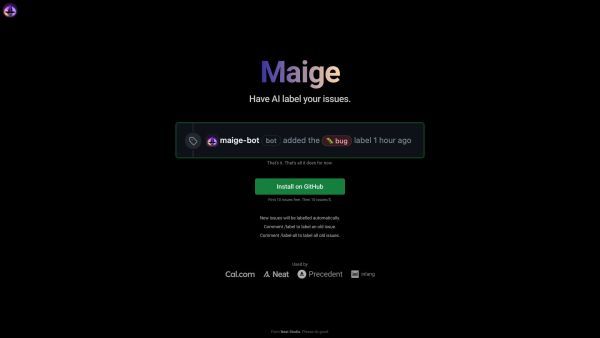 Maige
Have AI label your issues.
maige-bot bot added the bug label 1 hour ago
That's it. That's all it does for now.
Install on GitHub
First 10 issues free. Then 10 issues/
New issues will be labelled automatically.
Comment /label to label an old issue.
Comment /label-all to label all old issues.
Used by
Cal.com Neat Precedent
From Neat Studio. Please do good.